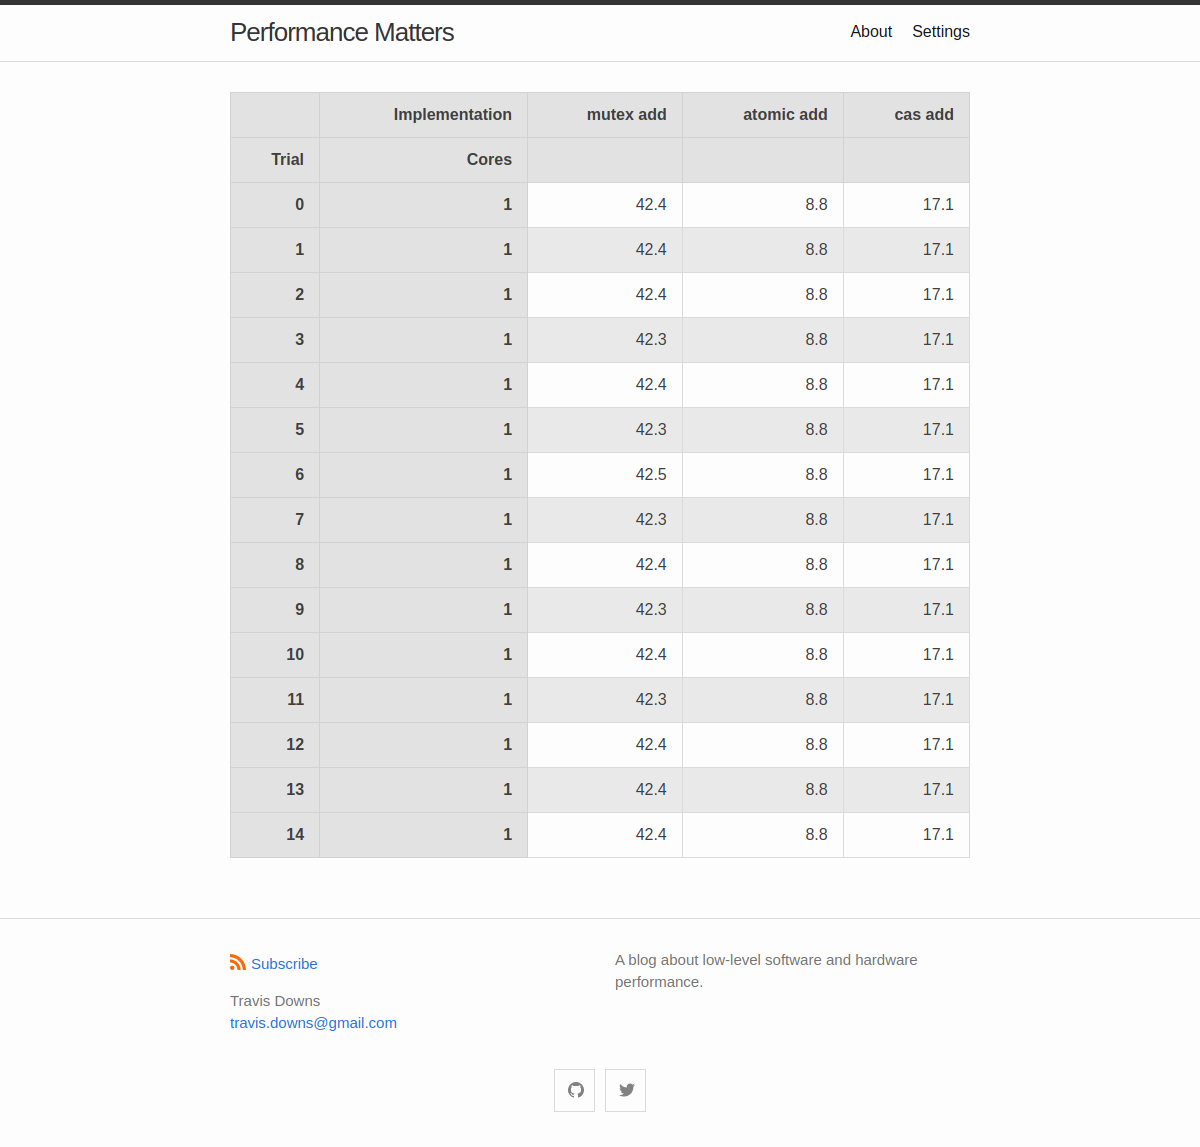 Performance Matters
About Settings
Implementation mutex add atomic add cas add
Trial Cores
0 1 42.4 8.8 17.1
1 1 42.4 8.8 17.1
2 1 42.4 8.8 17.1
3 1 42.3 8.8 17.1
4 1 42.4 8.8 17.1
5 1 42.3 8.8 17.1
6 1 42.5 8.8 17.1
7 1 42.3 8.8 17.1
8 1 42.4 8.8 17.1
9 1 42.3 8.8 17.1
10 1 42.4 8.8 17.1
11 1 42.3 8.8 17.1
12 1 42.4 8.8 17.1
13 1 42.4 8.8 17.1
14 1 42.4 8.8 17.1
Subscribe
Travis Downs
travis.downs@gmail.com
A blog about low-level software and hardware
performance.